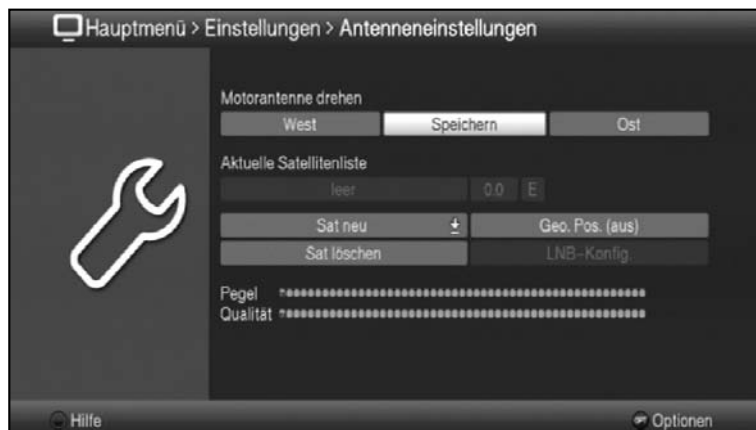 Hauptmenü > Einstellungen > Antenneneinstellungen
Motorantenne drehen
West Speichern Ost
Aktuelle Satellitenliste
leer 0.0 E
Sat neu Geo. Pos. (aus)
Sat löschen LNB-Konfig.
Pegel
Qualität
Hilfe Optionen